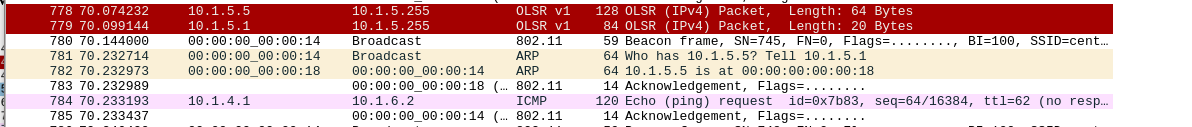 778 70.074232 10.1.5.5 10.1.5.255 OLSR v1 128 OLSR (IPv4) Packet, Length: 64 Bytes
779 70.099144 10.1.5.1 10.1.5.255 OLSR v1 84 OLSR (IPv4) Packet, Length: 20 Bytes
780 70.144000 00:00:00_00:00:14 Broadcast 802.11 59 Beacon frame, SN=745, FN=0, Flags=........, BI=100, SSID=cent…
781 70.232714 00:00:00_00:00:14 Broadcast ARP 64 Who has 10.1.5.5? Tell 10.1.5.1
782 70.232973 00:00:00_00:00:18 00:00:00_00:00:14 ARP 64 10.1.5.5 is at 00:00:00:00:00:18
783 70.232989 00:00:00_00:00:18 (… 802.11 14 Acknowledgement, Flags=........
784 70.233193 10.1.4.1 10.1.6.2 ICMP 120 Echo (ping) request id=0x7b83, seq=64/16384, ttl=62 (no resp…
785 70.233437 00:00:00_00:00:14 (… 802.11 14 Acknowledgement, Flags=........